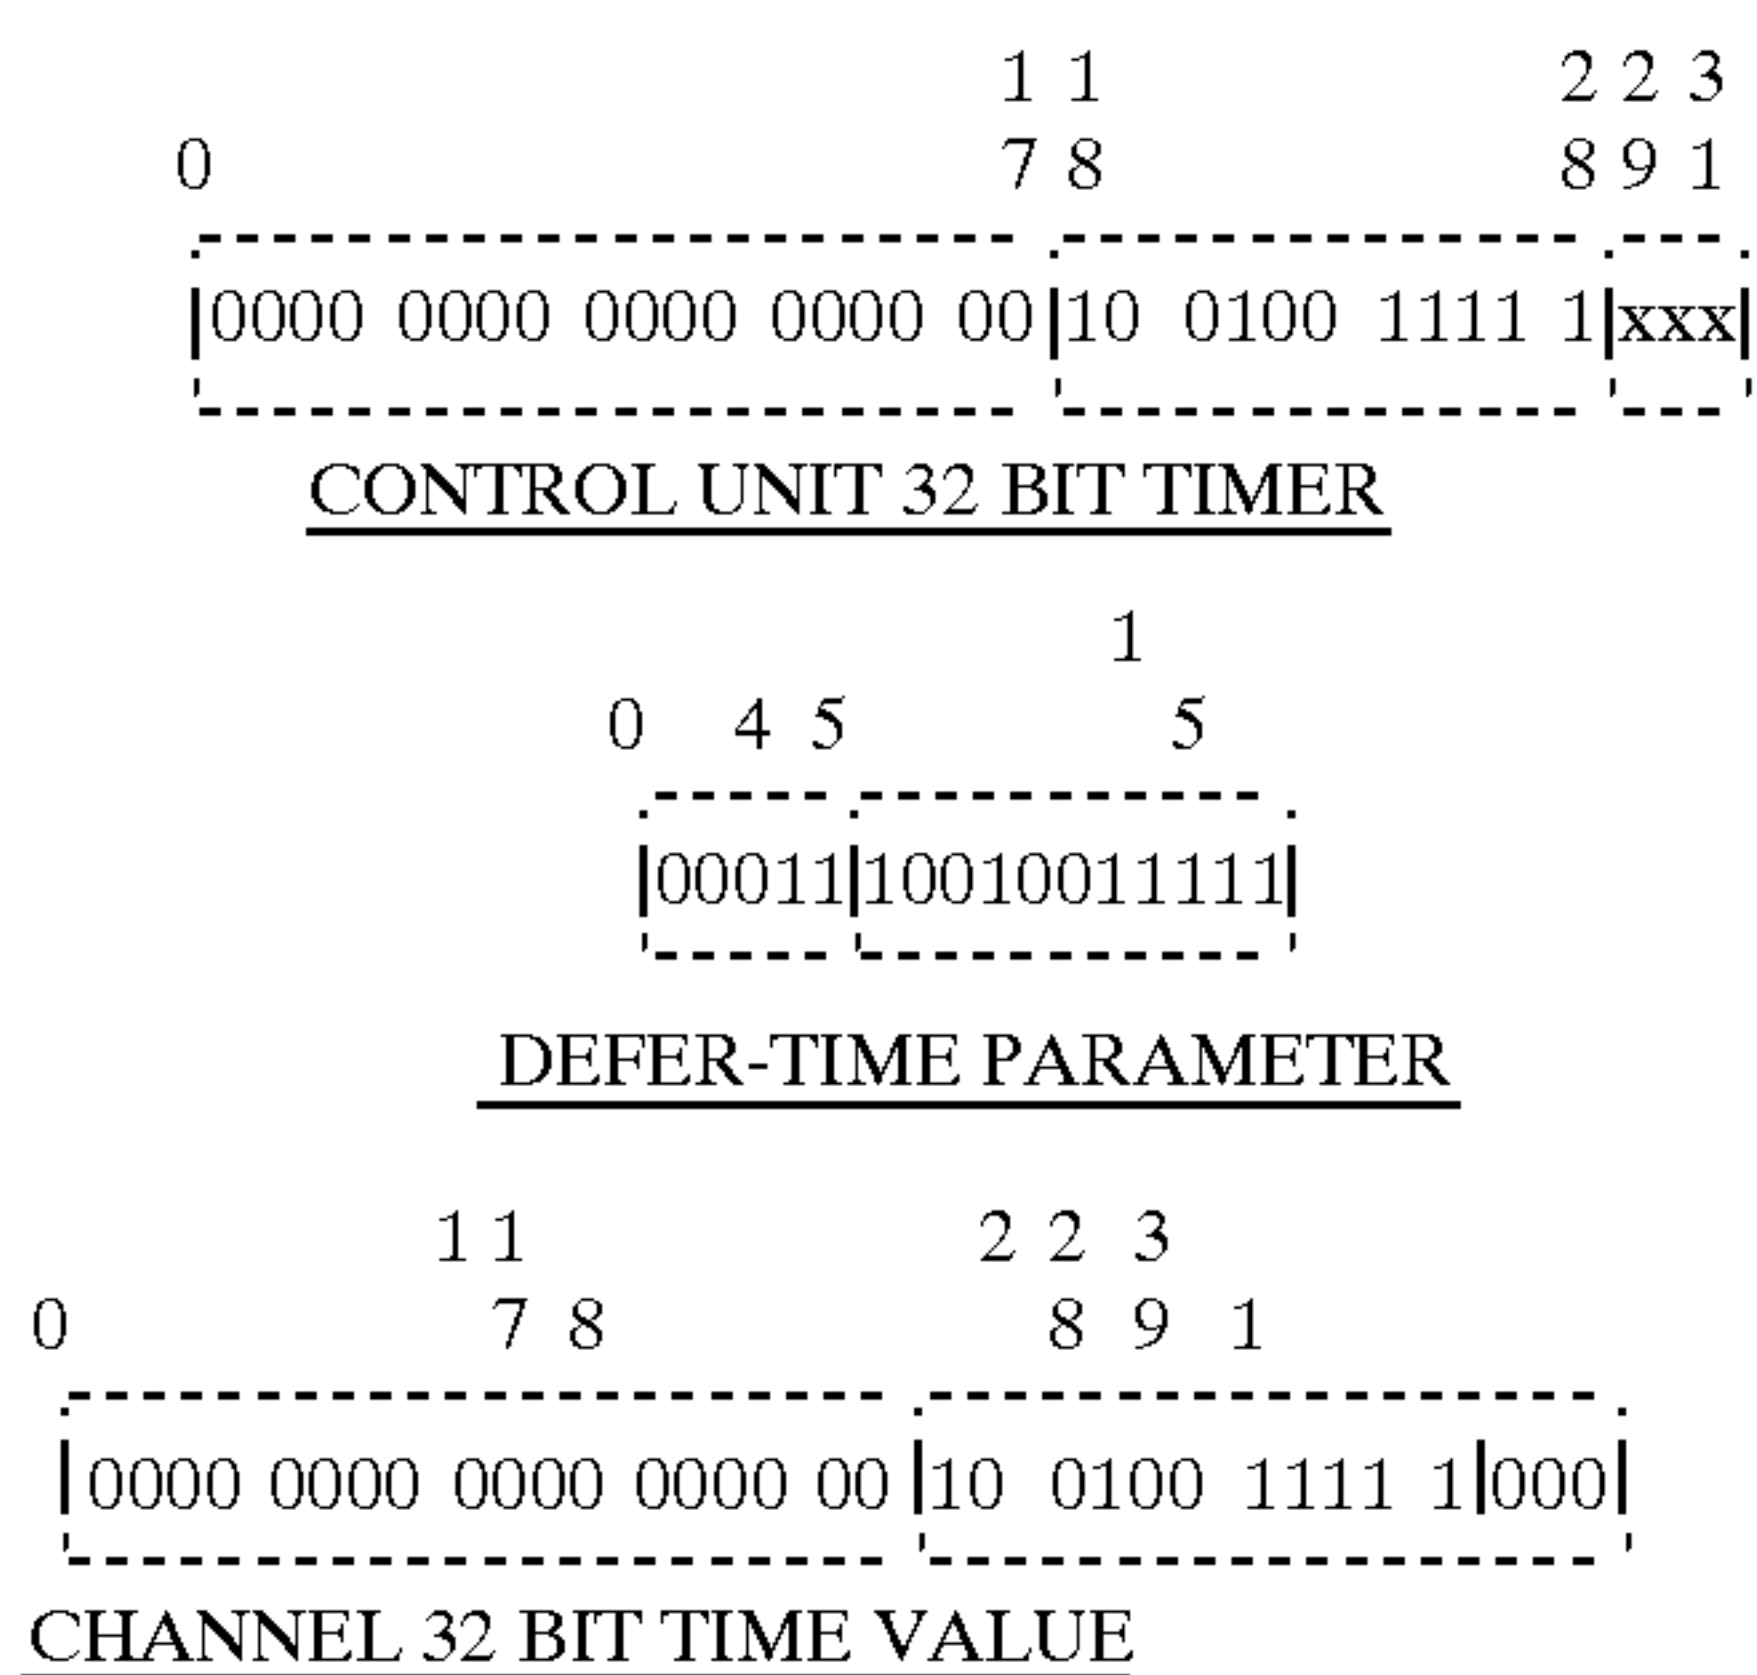 1 1 2 2 3
0 7 8 8 9 1
|0000 0000 0000 0000 00|10 0100 1111 1|xxx|
CONTROL UNIT 32 BIT TIMER
1
0 4 5 5
|00011|10010011111|
DEFER-TIME PARAMETER
1 1 2 2 3
0 7 8 8 9 1
|0000 0000 0000 0000 00|10 0100 1111 1|000|
CHANNEL 32 BIT TIME VALUE